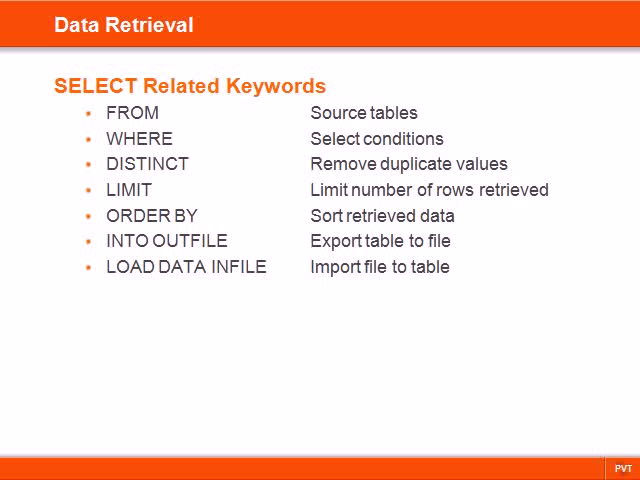 Data Retrieval
SELECT Related Keywords
FROM Source tables
WHERE Select conditions
DISTINCT Remove duplicate values
LIMIT Limit number of rows retrieved
ORDER BY Sort retrieved data
INTO OUTFILE Export table to file
LOAD DATA INFILE Import file to table
PVT